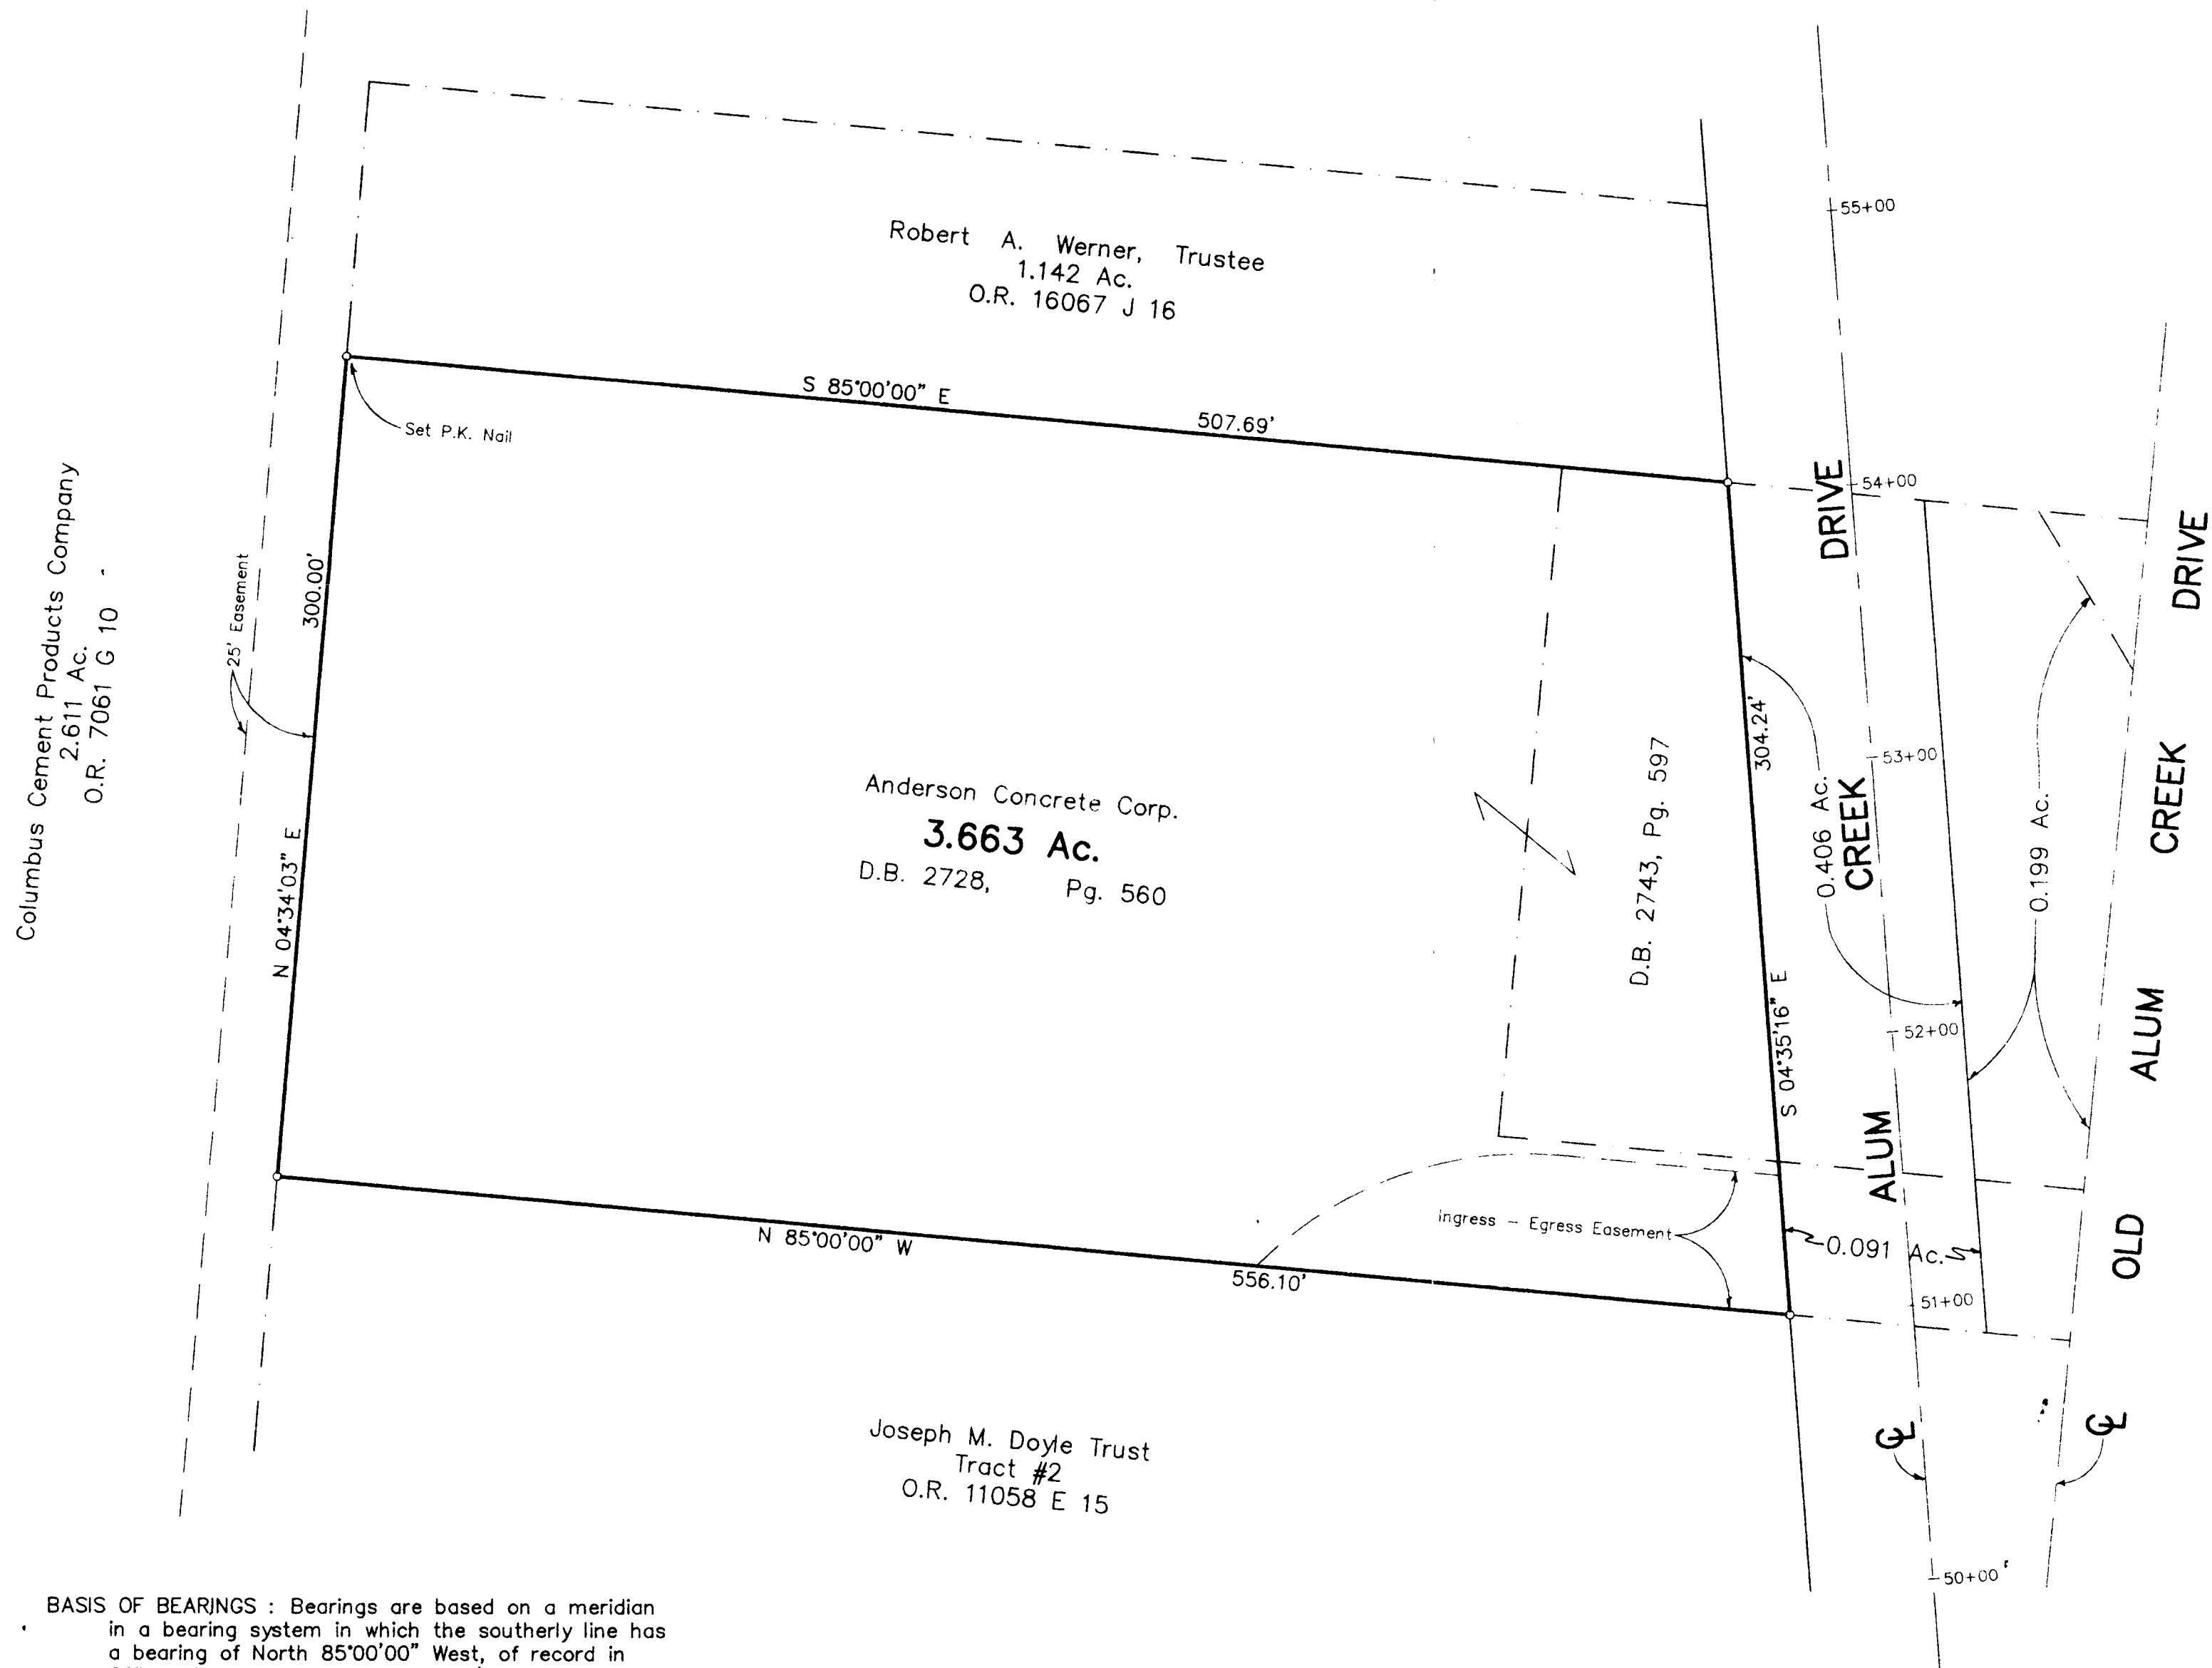 Robert A. Werner, Trustee
1.142 Ac.
O.R. 16067 J 16
S 85°00'00" E
507.69'
Set P.K. Nail
Columbus Cement Products Company
2.611 Ac.
O.R. 7061 G 10
25' Easement
300.00'
N 04°34'03" E
Anderson Concrete Corp.
3.663 Ac.
D.B. 2728, Pg. 560
D.B. 2743, Pg. 597
304.24'
S 04°35'16" E
0.406 Ac.
0.199 Ac.
ALUM CREEK DRIVE
OLD ALUM CREEK DRIVE
55+00
54+00
53+00
52+00
51+00
50+00
Ingress - Egress Easement
0.091 Ac.
N 85°00'00" W
556.10'
Joseph M. Doyle Trust
Tract #2
O.R. 11058 E 15
℄
℄
BASIS OF BEARINGS : Bearings are based on a meridian
in a bearing system in which the southerly line has
a bearing of North 85°00'00" West, of record in